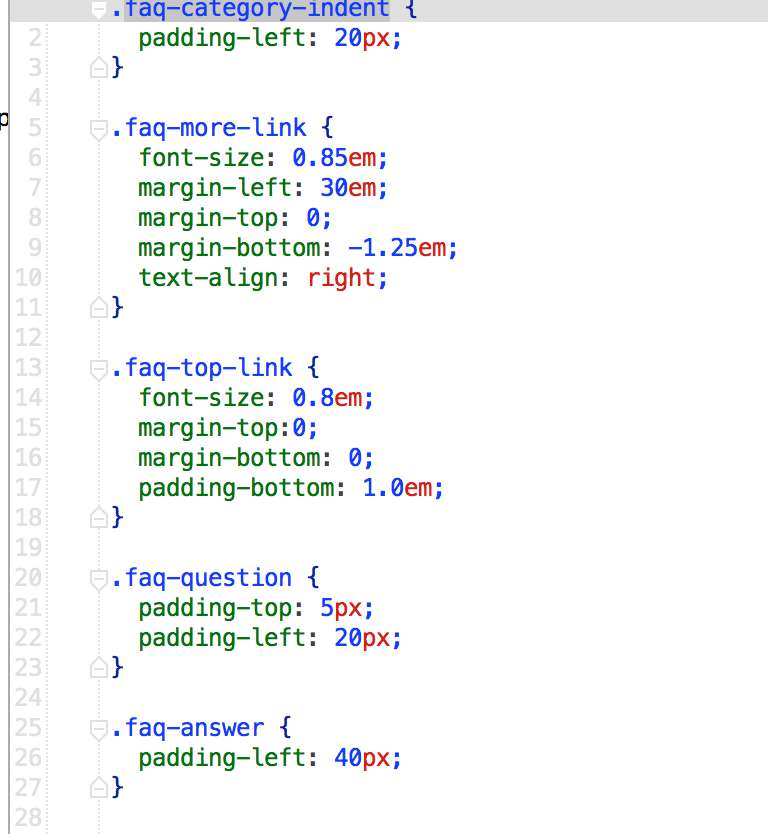 .faq-category-indent {
2 padding-left: 20px;
3 }
4
5 .faq-more-link {
6 font-size: 0.85em;
7 margin-left: 30em;
8 margin-top: 0;
9 margin-bottom: -1.25em;
10 text-align: right;
11 }
12
13 .faq-top-link {
14 font-size: 0.8em;
15 margin-top:0;
16 margin-bottom: 0;
17 padding-bottom: 1.0em;
18 }
19
20 .faq-question {
21 padding-top: 5px;
22 padding-left: 20px;
23 }
24
25 .faq-answer {
26 padding-left: 40px;
27 }
28